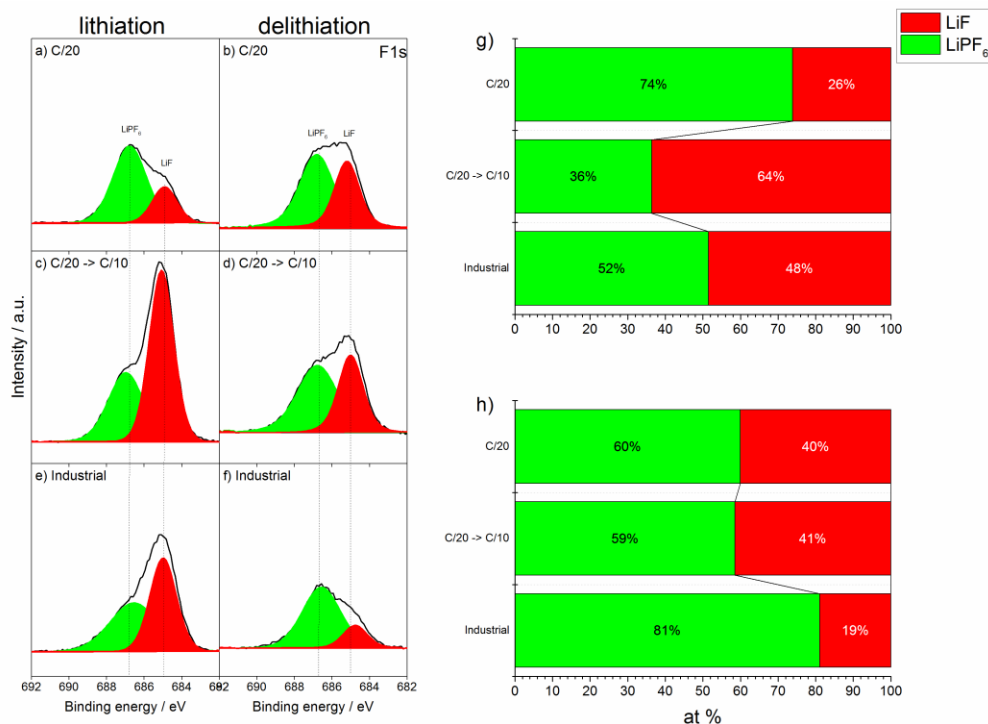 lithiation
delithiation
a) C/20
b) C/20
F1s
LiPF6
LiF
LiPF6
LiF
c) C/20 -> C/10
d) C/20 -> C/10
e) Industrial
f) Industrial
Intensity / a.u.
692 690 688 686 684 692 690 688 686 684 682
Binding energy / eV
Binding energy / eV
LiF
LiPF6
g)
C/20
74%
26%
C/20 -> C/10
36%
64%
Industrial
52%
48%
0 10 20 30 40 50 60 70 80 90 100
h)
C/20
60%
40%
C/20 -> C/10
59%
41%
Industrial
81%
19%
0 10 20 30 40 50 60 70 80 90 100
at %